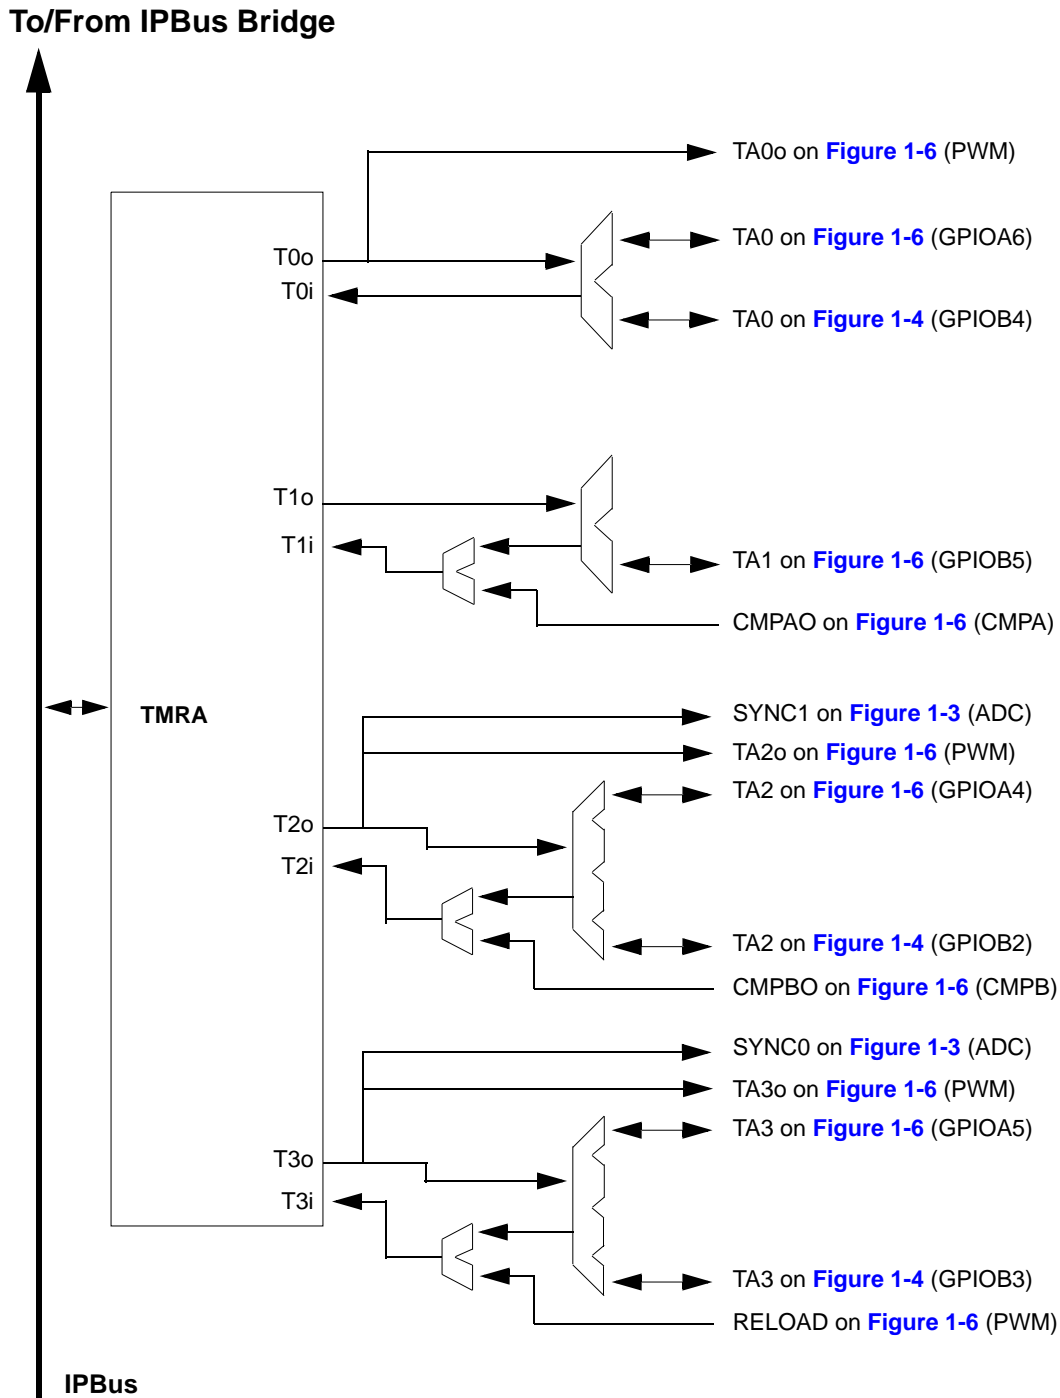 To/From IPBus Bridge
TA0o on Figure 1-6 (PWM)
TA0 on Figure 1-6 (GPIOA6)
T0o
T0i
TA0 on Figure 1-4 (GPIOB4)
T1o
T1i
TA1 on Figure 1-6 (GPIOB5)
CMPAO on Figure 1-6 (CMPA)
TMRA
SYNC1 on Figure 1-3 (ADC)
TA2o on Figure 1-6 (PWM)
TA2 on Figure 1-6 (GPIOA4)
T2o
T2i
TA2 on Figure 1-4 (GPIOB2)
CMPBO on Figure 1-6 (CMPB)
SYNC0 on Figure 1-3 (ADC)
TA3o on Figure 1-6 (PWM)
TA3 on Figure 1-6 (GPIOA5)
T3o
T3i
TA3 on Figure 1-4 (GPIOB3)
RELOAD on Figure 1-6 (PWM)
IPBus